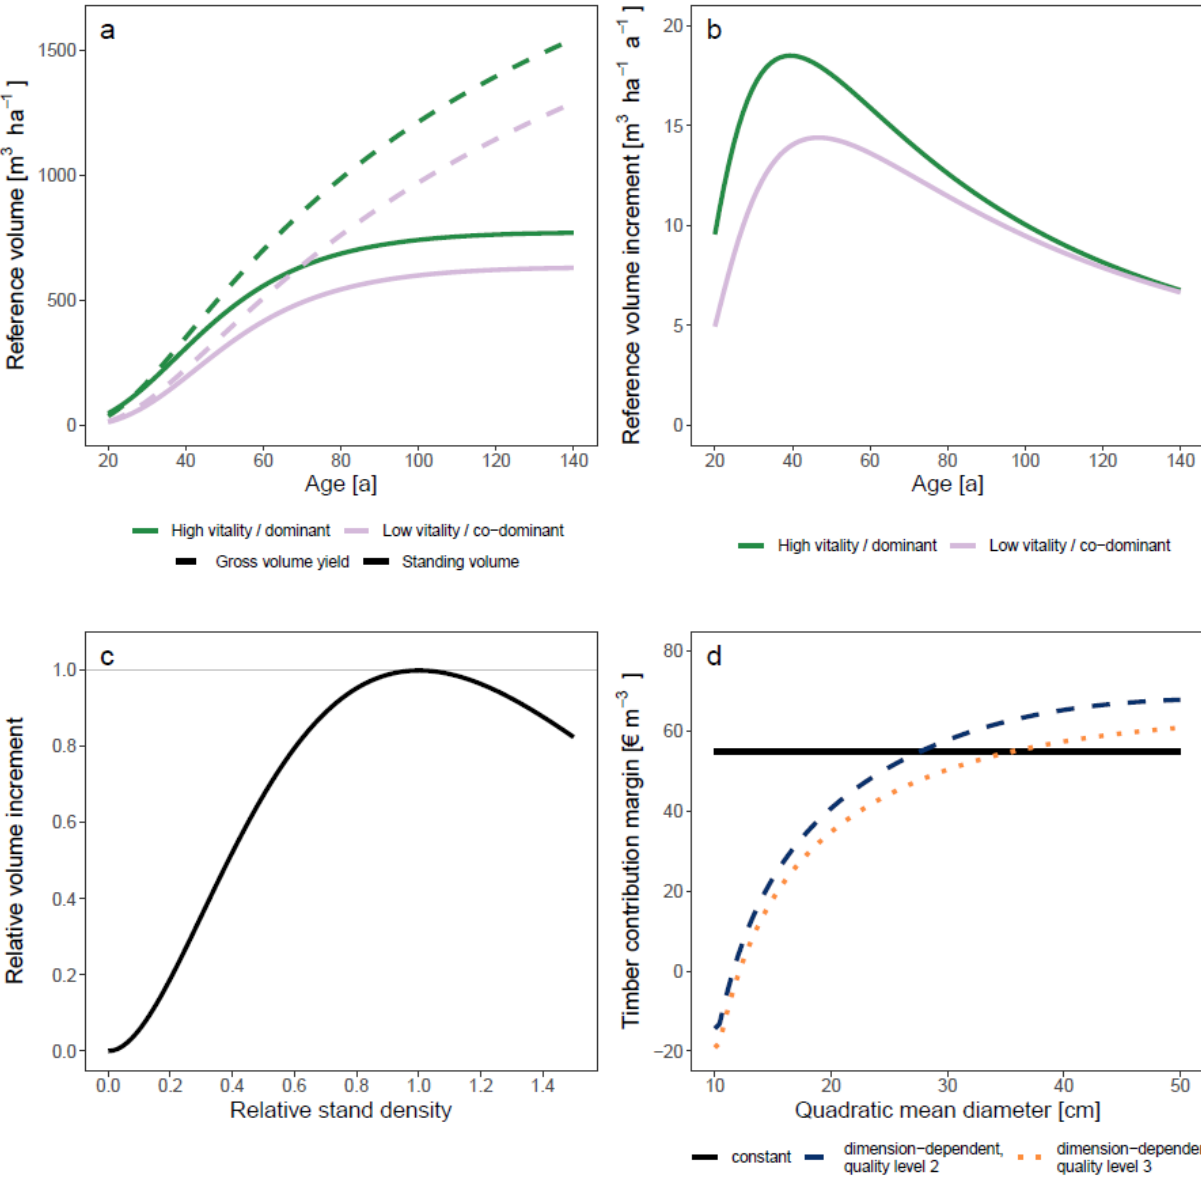 a
Reference volume [m³ ha⁻¹ ]
1500
1000
500
0
20 40 60 80 100 120 140
Age [a]
High vitality / dominant Low vitality / co−dominant
Gross volume yield Standing volume
b
Reference volume increment [m³ ha⁻¹ a⁻¹ ]
20
15
10
5
0
20 40 60 80 100 120 140
Age [a]
High vitality / dominant Low vitality / co−dominant
c
Relative volume increment
1.0
0.8
0.6
0.4
0.2
0.0
0.0 0.2 0.4 0.6 0.8 1.0 1.2 1.4
Relative stand density
d
Timber contribution margin [€ m⁻³ ]
80
60
40
20
0
−20
10 20 30 40 50
Quadratic mean diameter [cm]
constant
dimension−dependent,
quality level 2
dimension−depende
quality level 3